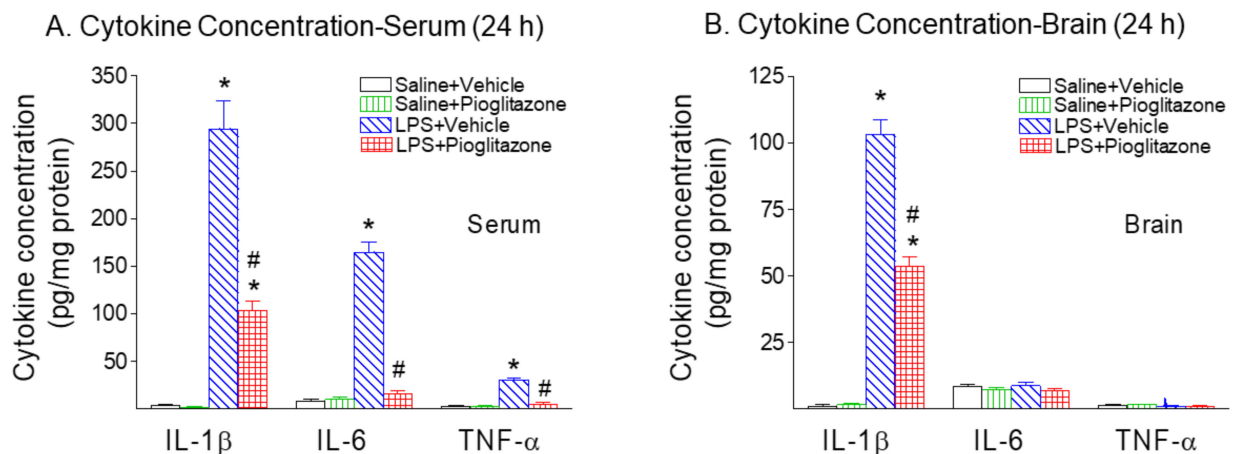 A. Cytokine Concentration-Serum (24 h)
Cytokine concentration
(pg/mg protein)
350
300
250
200
150
100
50
Saline+Vehicle
Saline+Pioglitazone
LPS+Vehicle
LPS+Pioglitazone
Serum
*
#
*
*
#
*
#
IL-1β IL-6 TNF-α
B. Cytokine Concentration-Brain (24 h)
Cytokine concentration
(pg/mg protein)
125
100
75
50
25
Saline+Vehicle
Saline+Pioglitazone
LPS+Vehicle
LPS+Pioglitazone
Brain
*
#
*
IL-1β IL-6 TNF-α